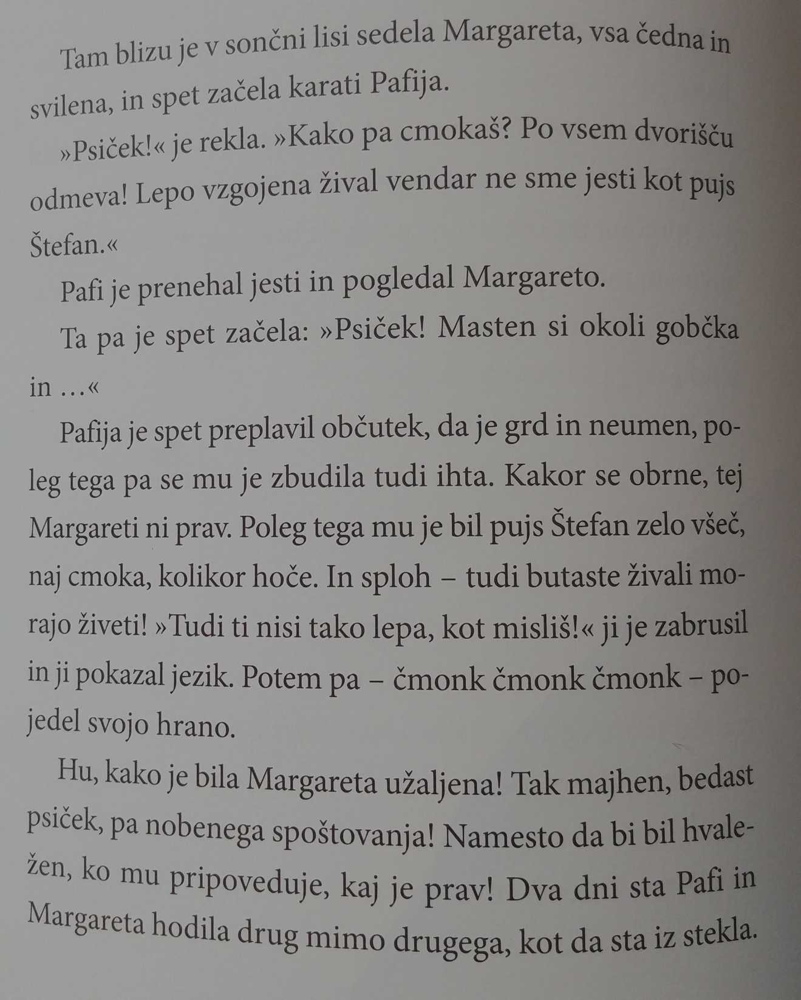 Tam blizu je v sončni lisi sedela Margareta, vsa čedna in
svilena, in spet začela karati Pafija.
»Psiček!« je rekla. »Kako pa cmokaš? Po vsem dvorišču
odmeva! Lepo vzgojena žival vendar ne sme jesti kot pujs
Štefan.«
Pafi je prenehal jesti in pogledal Margareto.
Ta pa je spet začela: »Psiček! Masten si okoli gobčka
in …«
Pafija je spet preplavil občutek, da je grd in neumen, po-
leg tega pa se mu je zbudila tudi ihta. Kakor se obrne, tej
Margareti ni prav. Poleg tega mu je bil pujs Štefan zelo všeč,
naj cmoka, kolikor hoče. In sploh – tudi butaste živali mo-
rajo živeti! »Tudi ti nisi tako lepa, kot misliš!« ji je zabrusil
in ji pokazal jezik. Potem pa – čmonk čmonk čmonk – po-
jedel svojo hrano.
Hu, kako je bila Margareta užaljena! Tak majhen, bedast
psiček, pa nobenega spoštovanja! Namesto da bi bil hvale-
žen, ko mu pripoveduje, kaj je prav! Dva dni sta Pafi in
Margareta hodila drug mimo drugega, kot da sta iz stekla.